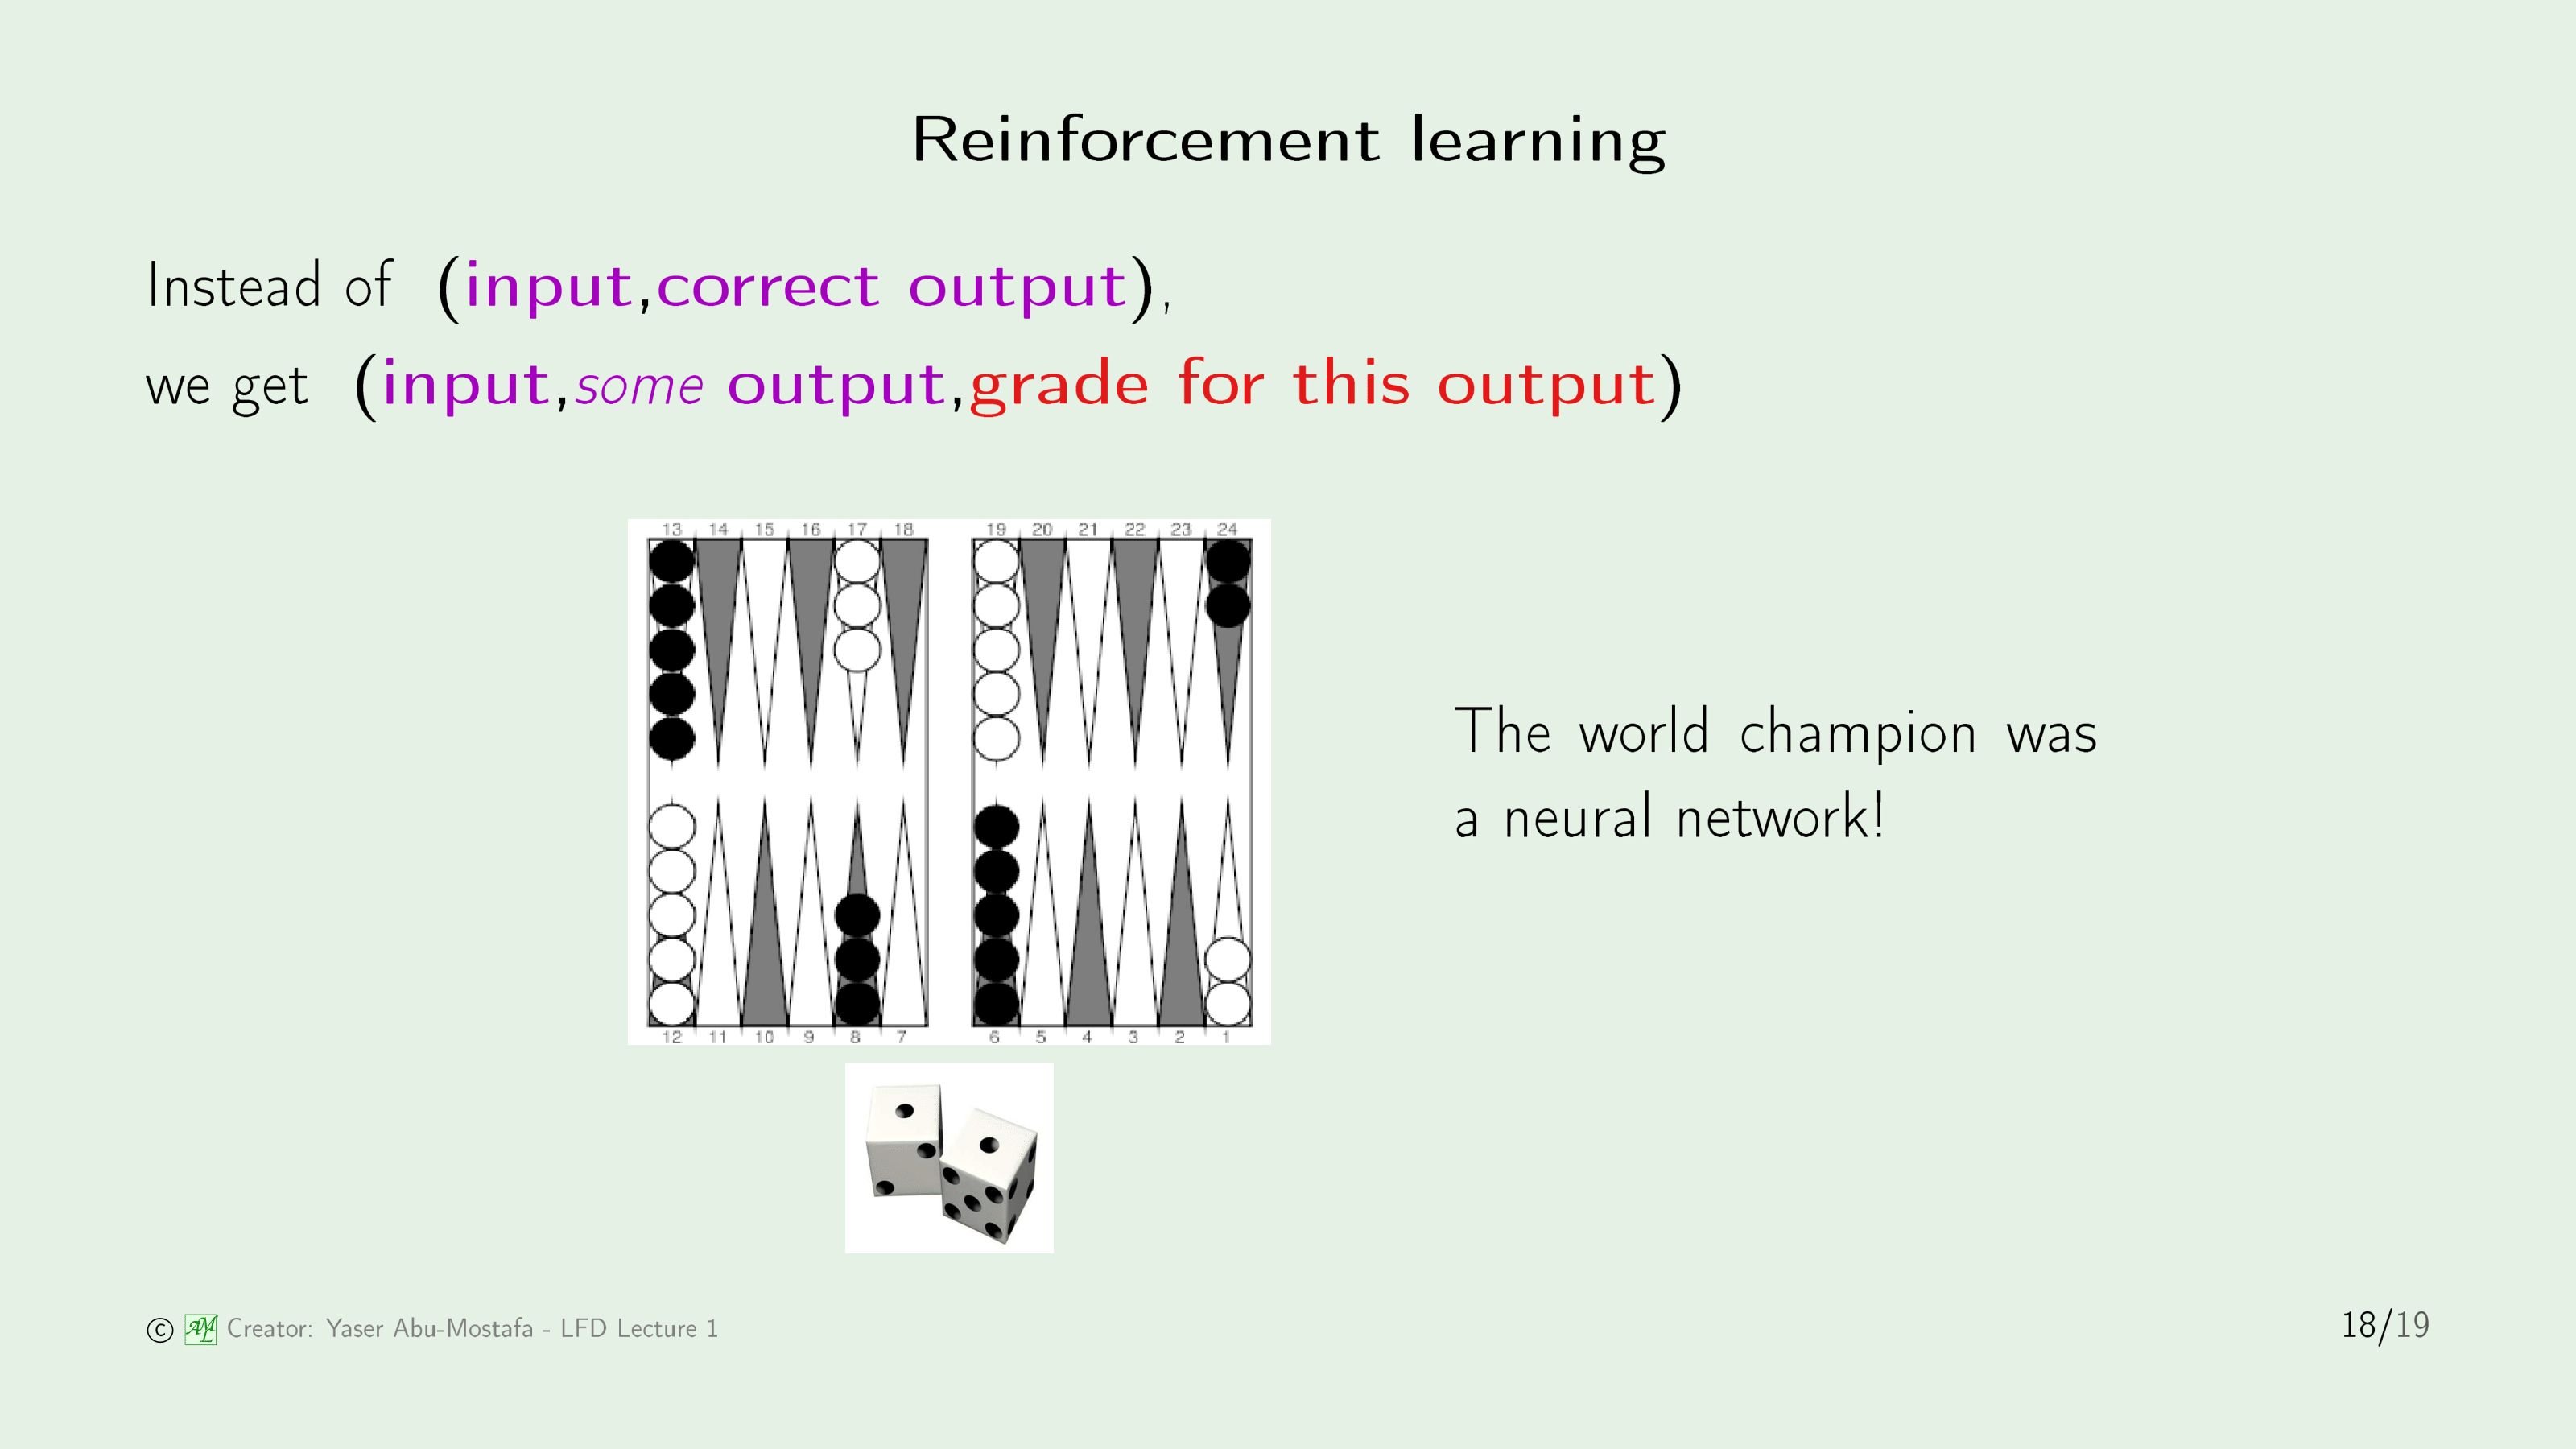 Reinforcement learning
Instead of (input,correct output),
we get (input,some output,grade for this output)
13 14 15 16 17 18 19 20 21 22 23 24
The world champion was
a neural network!
12 11 10 9 8 7 6 5 4 3 2 1
© AML Creator: Yaser Abu-Mostafa - LFD Lecture 1
18/19